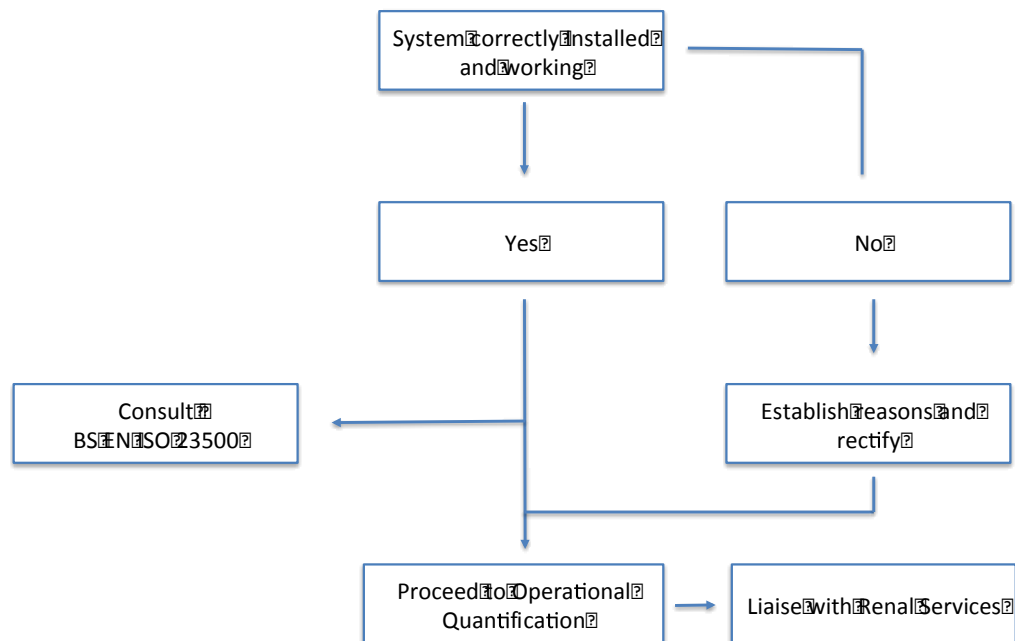 System correctly installed
and working
Yes
No
Consult
BS EN ISO 23500
Establish reasons and
rectify
Proceed to Operational
Quantification
Liaise with Renal Services